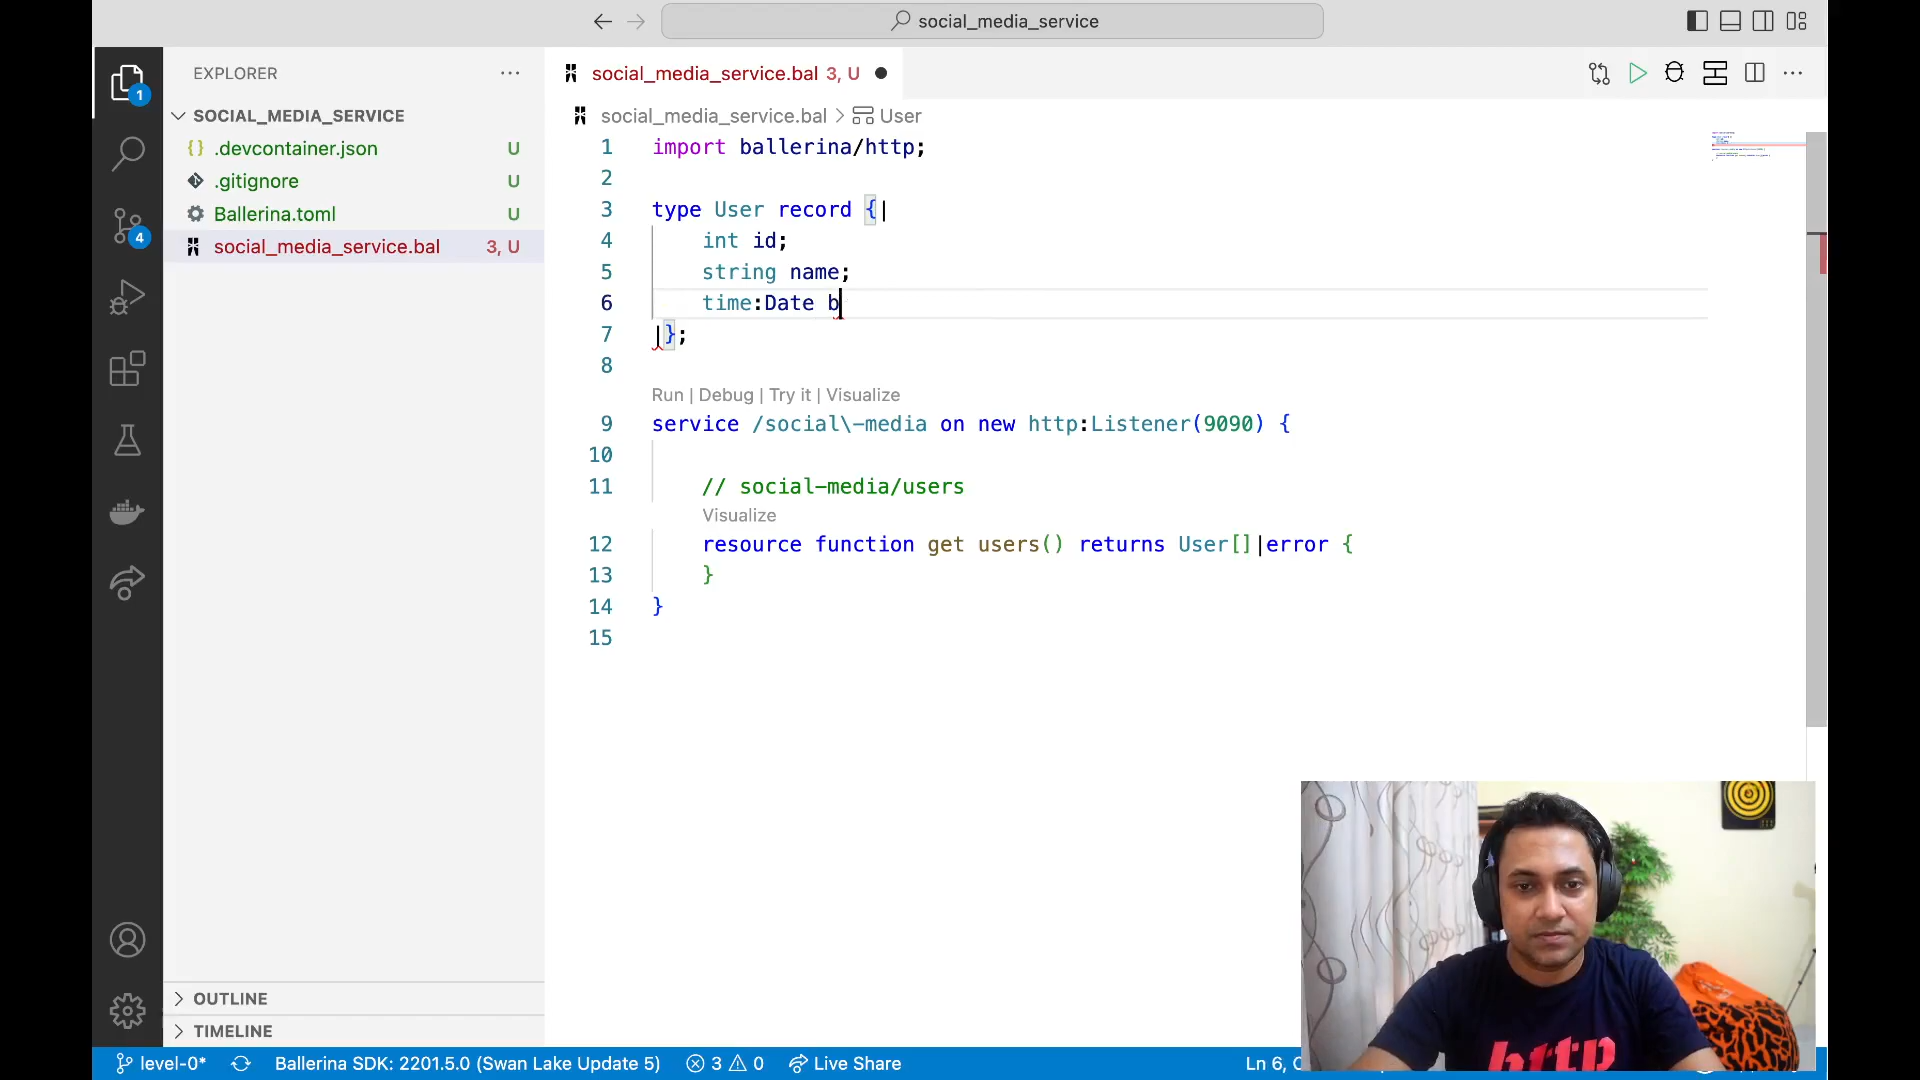 social_media_service
EXPLORER
SOCIAL_MEDIA_SERVICE
{} .devcontainer.json U
.gitignore U
Ballerina.toml U
social_media_service.bal 3, U
1
4
social_media_service.bal 3, U
social_media_service.bal > User
1 import ballerina/http;
2
3 type User record {|
4 int id;
5 string name;
6 time:Date b
7 |};
8
Run | Debug | Try it | Visualize
9 service /social\-media on new http:Listener(9090) {
10
11 // social-media/users
Visualize
12 resource function get users() returns User[]|error {
13 }
14 }
15
OUTLINE
TIMELINE
http
level-0* Ballerina SDK: 2201.5.0 (Swan Lake Update 5) 3 0 Live Share Ln 6,